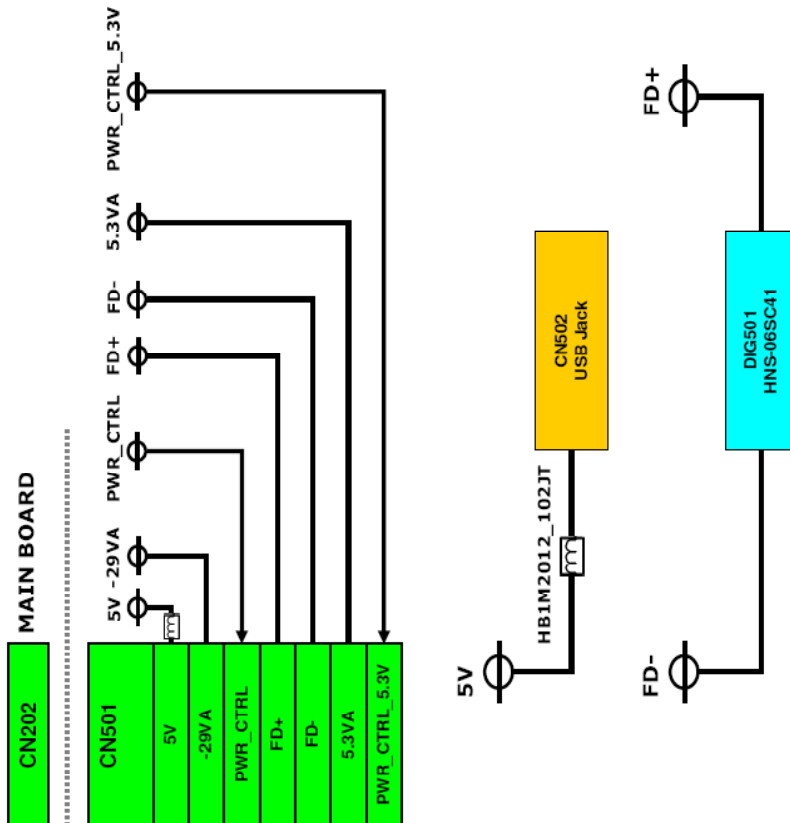 CN202
MAIN BOARD
CN501
5V
-29VA
PWR_CTRL
FD+
FD-
5.3VA
PWR_CTRL_5.3V
5V
-29VA
PWR_CTRL
FD+
FD-
5.3VA
PWR_CTRL_5.3V
5V
HB1M2012_102JT
CN502
USB Jack
FD-
DIG501
HNS-06SC41
FD+